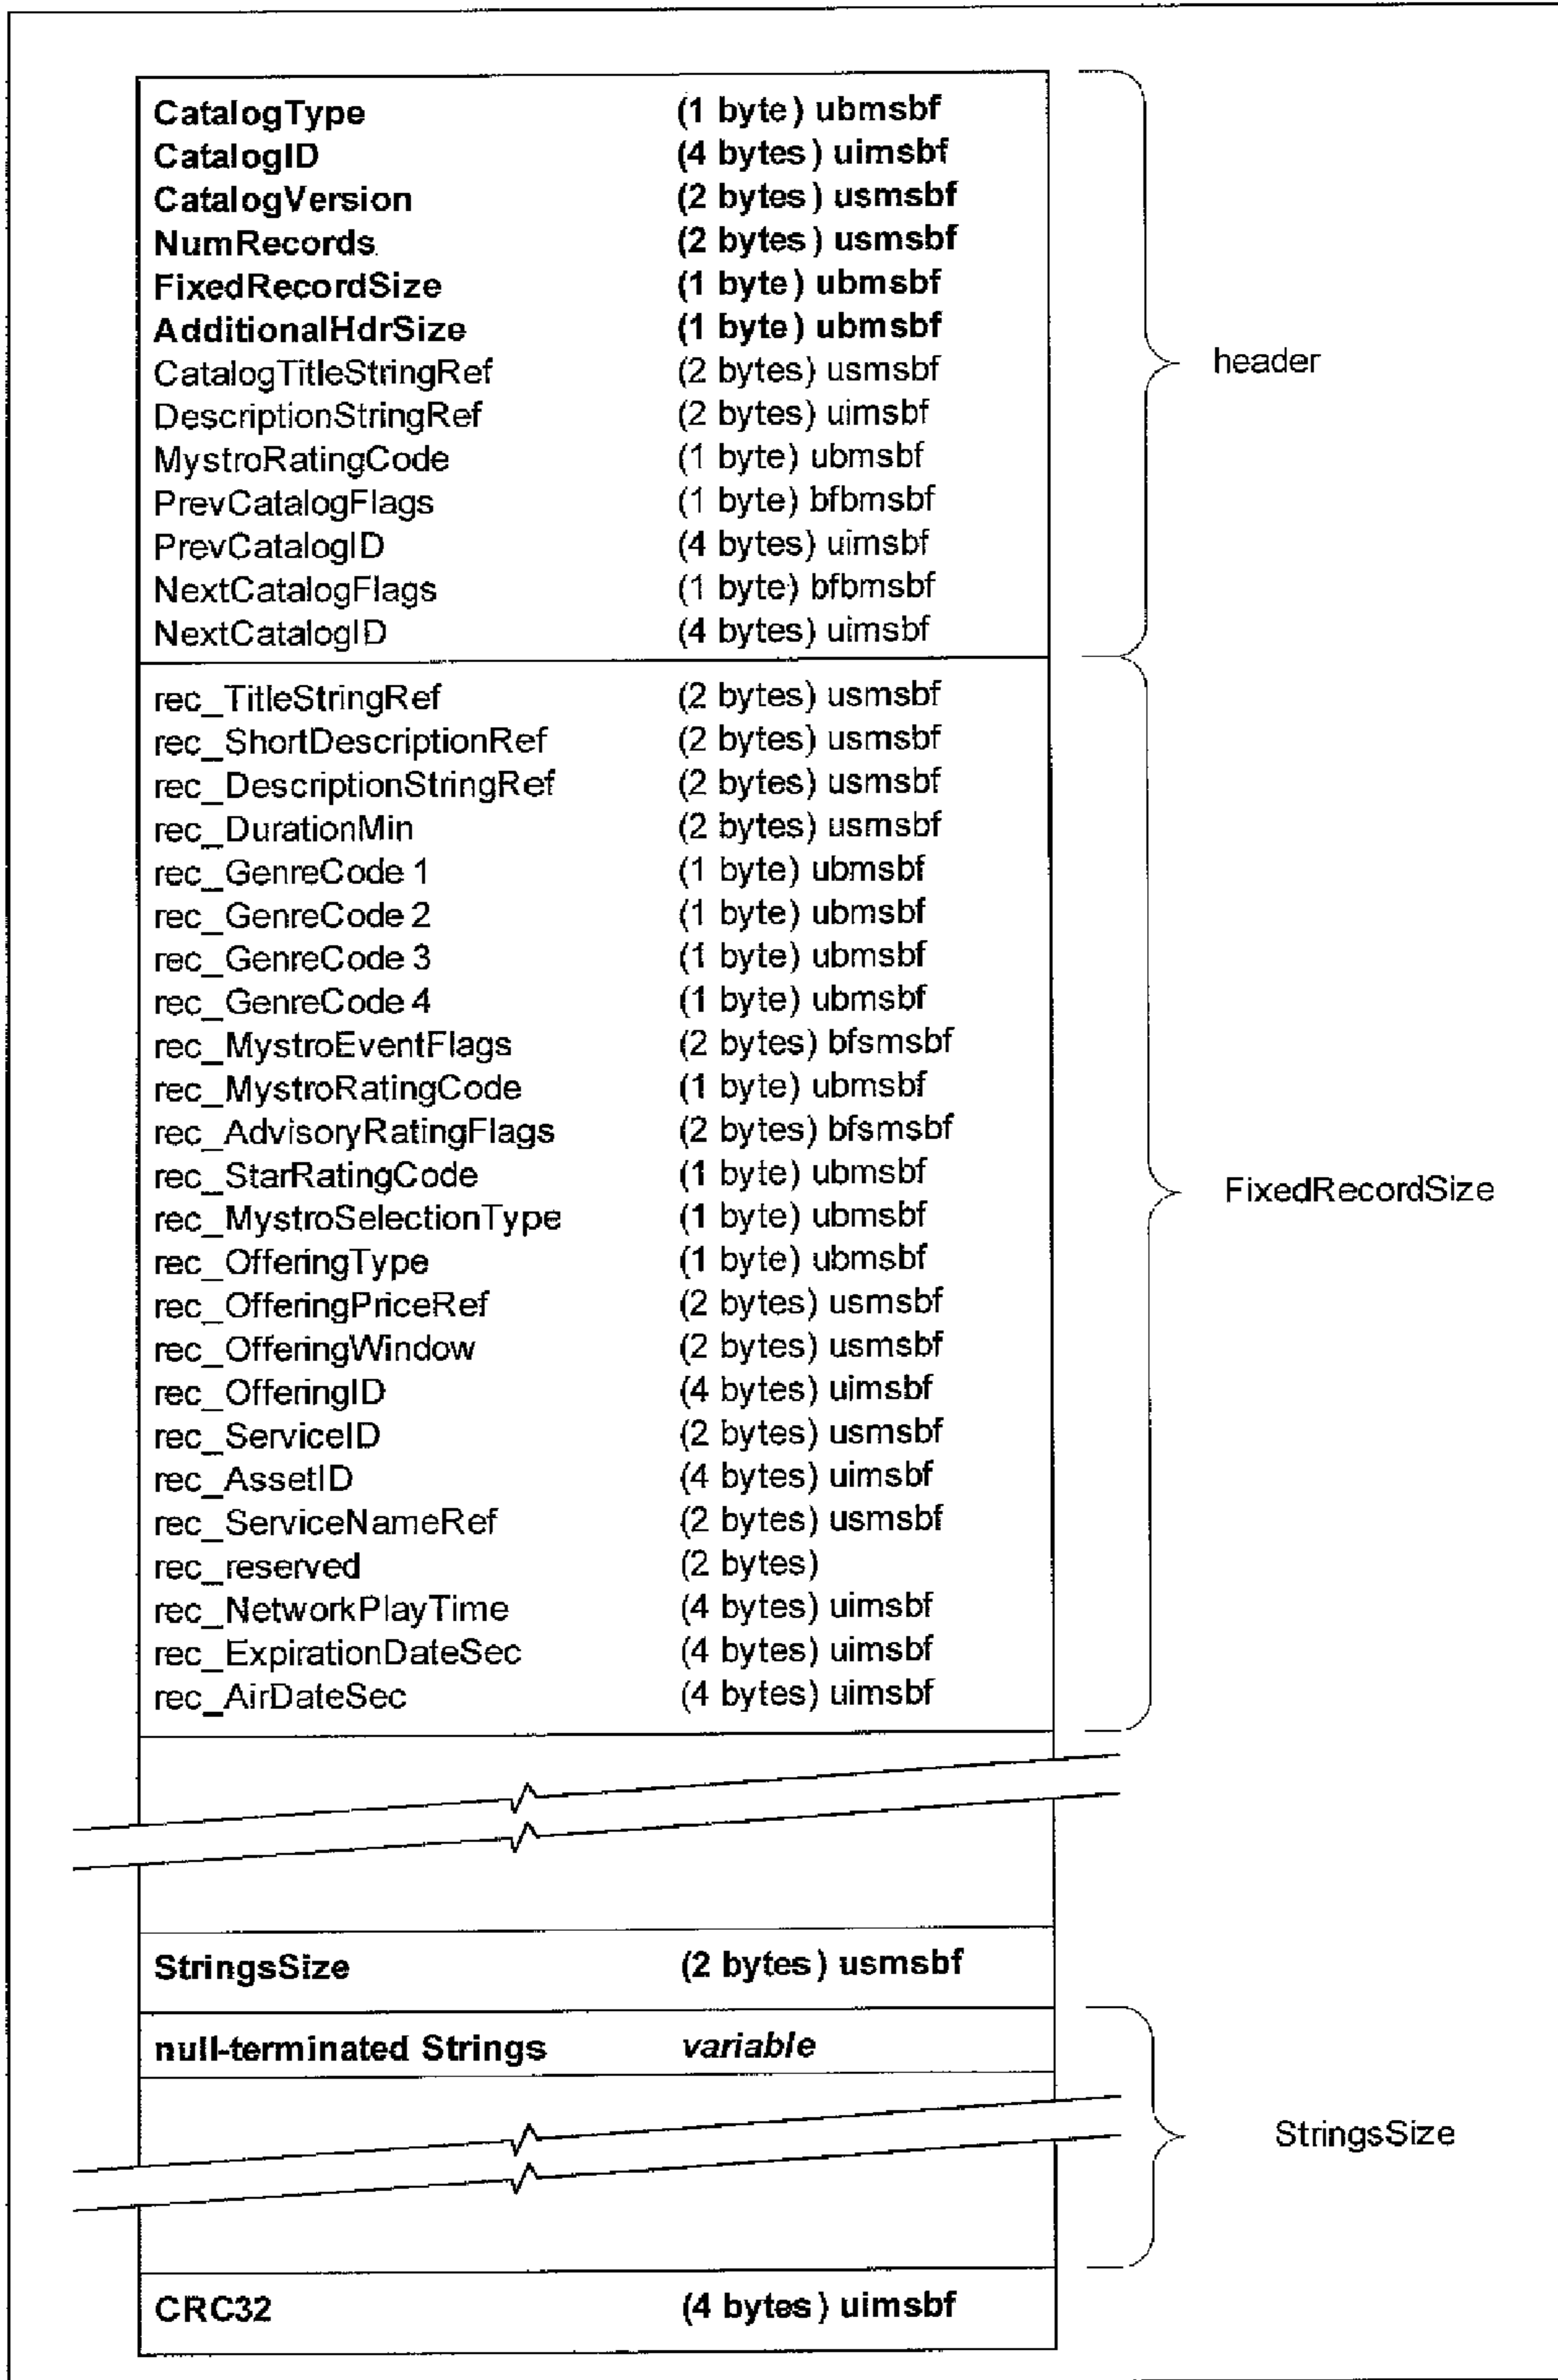 CatalogType (1 byte) ubmsbf
CatalogID (4 bytes) uimsbf
CatalogVersion (2 bytes) usmsbf
NumRecords (2 bytes) usmsbf
FixedRecordSize (1 byte) ubmsbf
AdditionalHdrSize (1 byte) ubmsbf
CatalogTitleStringRef (2 bytes) usmsbf
header
DescriptionStringRef (2 bytes) uimsbf
MystroRatingCode (1 byte) ubmsbf
PrevCatalogFlags (1 byte) bfbmsbf
PrevCatalogID (4 bytes) uimsbf
NextCatalogFlags (1 byte) bfbmsbf
NextCatalogID (4 bytes) uimsbf
rec_TitleStringRef (2 bytes) usmsbf
rec_ShortDescriptionRef (2 bytes) usmsbf
rec_DescriptionStringRef (2 bytes) usmsbf
rec_DurationMin (2 bytes) usmsbf
rec_GenreCode 1 (1 byte) ubmsbf
rec_GenreCode 2 (1 byte) ubmsbf
rec_GenreCode 3 (1 byte) ubmsbf
rec_GenreCode 4 (1 byte) ubmsbf
rec_MystroEventFlags (2 bytes) bfsmsbf
rec_MystroRatingCode (1 byte) ubmsbf
rec_AdvisoryRatingFlags (2 bytes) bfsmsbf
rec_StarRatingCode (1 byte) ubmsbf
FixedRecordSize
rec_MystroSelectionType (1 byte) ubmsbf
rec_OfferingType (1 byte) ubmsbf
rec_OfferingPriceRef (2 bytes) usmsbf
rec_OfferingWindow (2 bytes) usmsbf
rec_OfferingID (4 bytes) uimsbf
rec_ServiceID (2 bytes) usmsbf
rec_AssetID (4 bytes) uimsbf
rec_ServiceNameRef (2 bytes) usmsbf
rec_reserved (2 bytes)
rec_NetworkPlayTime (4 bytes) uimsbf
rec_ExpirationDateSec (4 bytes) uimsbf
rec_AirDateSec (4 bytes) uimsbf
StringsSize (2 bytes) usmsbf
null-terminated Strings variable
StringsSize
CRC32 (4 bytes) uimsbf